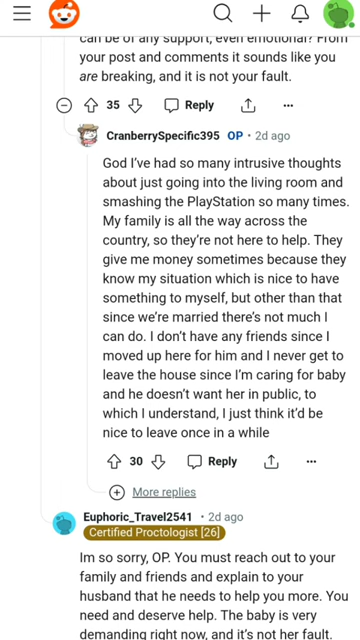 can be of any support, even emotional? From
your post and comments it sounds like you
are breaking, and it is not your fault.
35 Reply ...
CranberrySpecific395 OP • 2d ago
God I've had so many intrusive thoughts
about just going into the living room and
smashing the PlayStation so many times.
My family is all the way across the
country, so they're not here to help. They
give me money sometimes because they
know my situation which is nice to have
something to myself, but other than that
since we're married there's not much I
can do. I don't have any friends since I
moved up here for him and I never get to
leave the house since I'm caring for baby
and he doesn't want her in public, to
which I understand, I just think it'd be
nice to leave once in a while
30 Reply ...
More replies
Euphoric_Travel2541 • 2d ago
Certified Proctologist [26]
Im so sorry, OP. You must reach out to your
family and friends and explain to your
husband that he needs to help you more. You
need and deserve help. The baby is very
demanding right now, and it's not her fault.